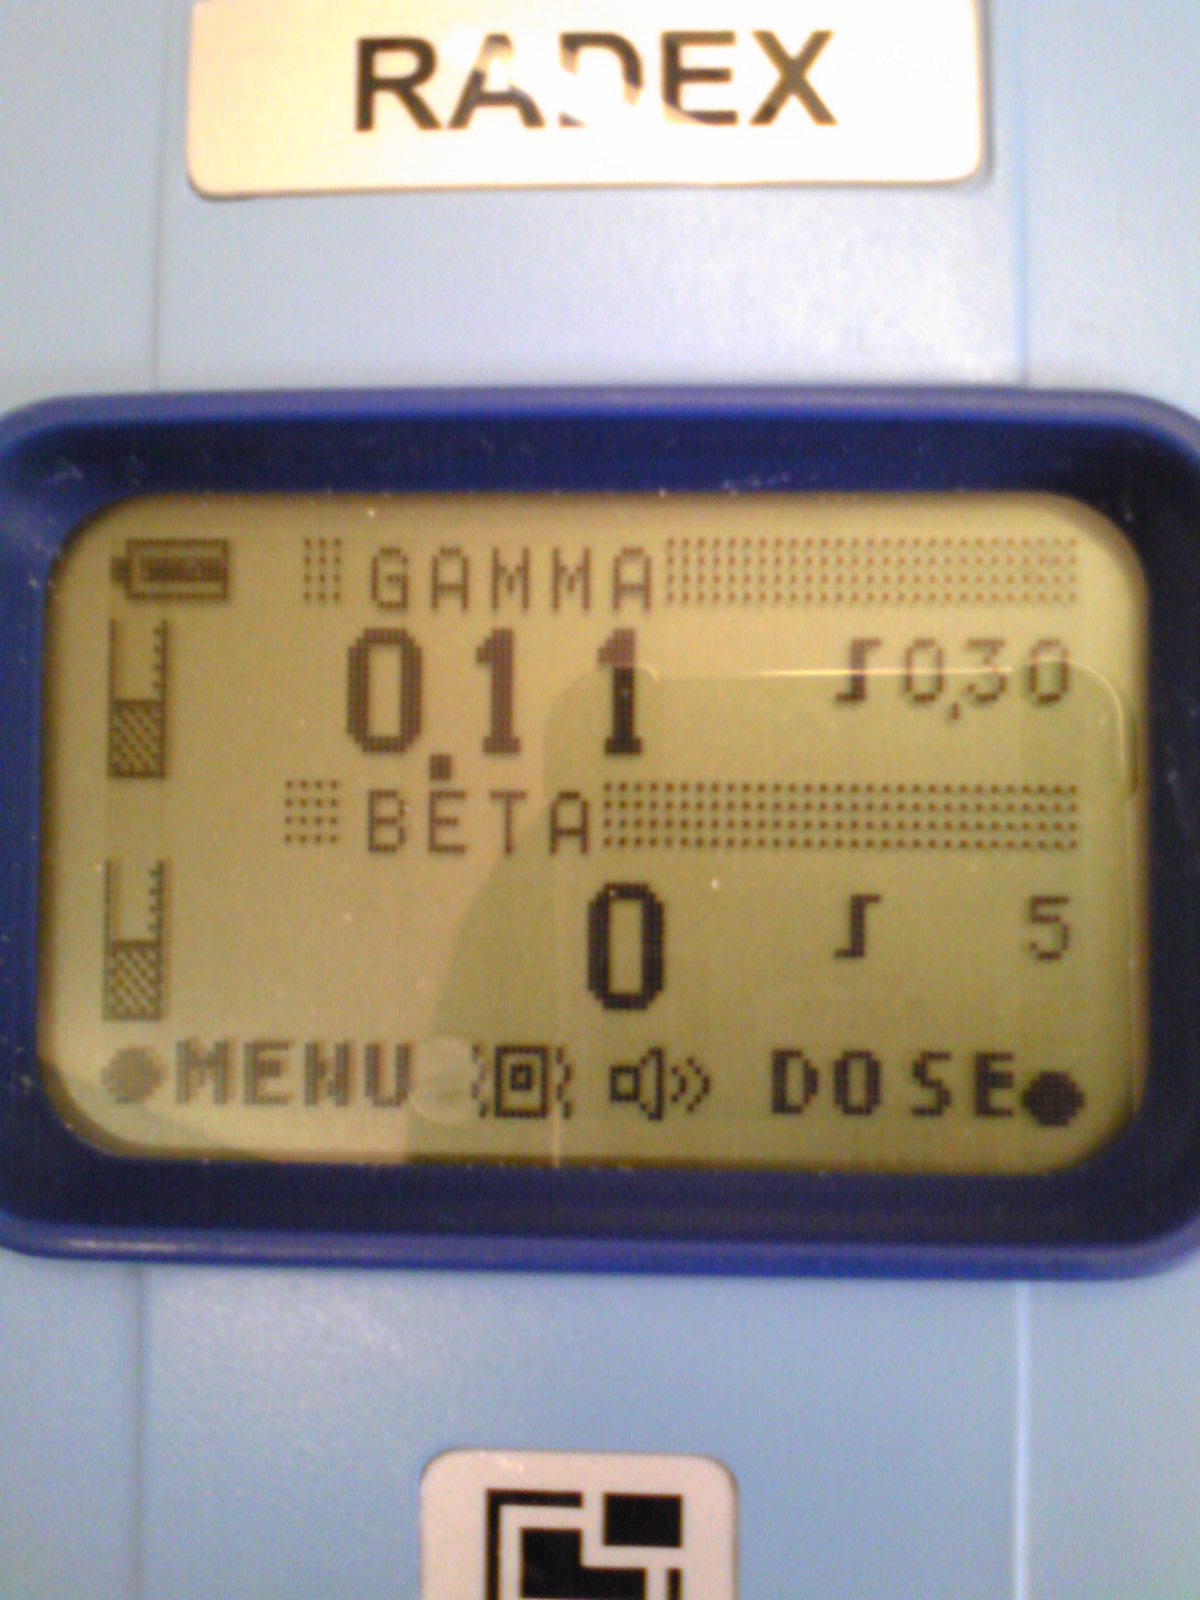 RADEX
GAMMA
0.11 0,30
BETA
0 5
MENU DOSE